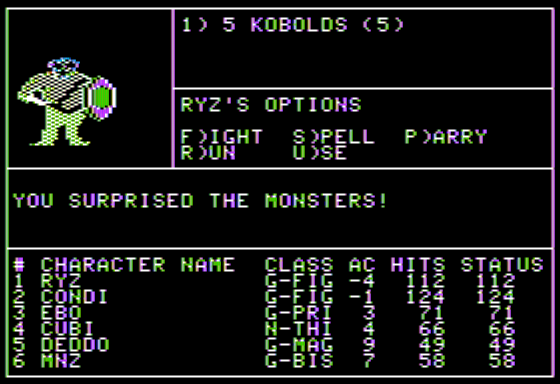 1) 5 KOBOLDS (5)
RYZ'S OPTIONS
F)IGHT S)PELL P)ARRY
R)UN U)SE
YOU SURPRISED THE MONSTERS!
# CHARACTER NAME CLASS AC HITS STATUS
1 RYZ G-FIG -4 112 112
2 CONDI G-FIG -1 124 124
3 EBO G-PRI 3 71 71
4 CUBI N-THI 4 66 66
5 DEDDO G-MAG 9 49 49
6 MNZ G-BIS 7 58 58